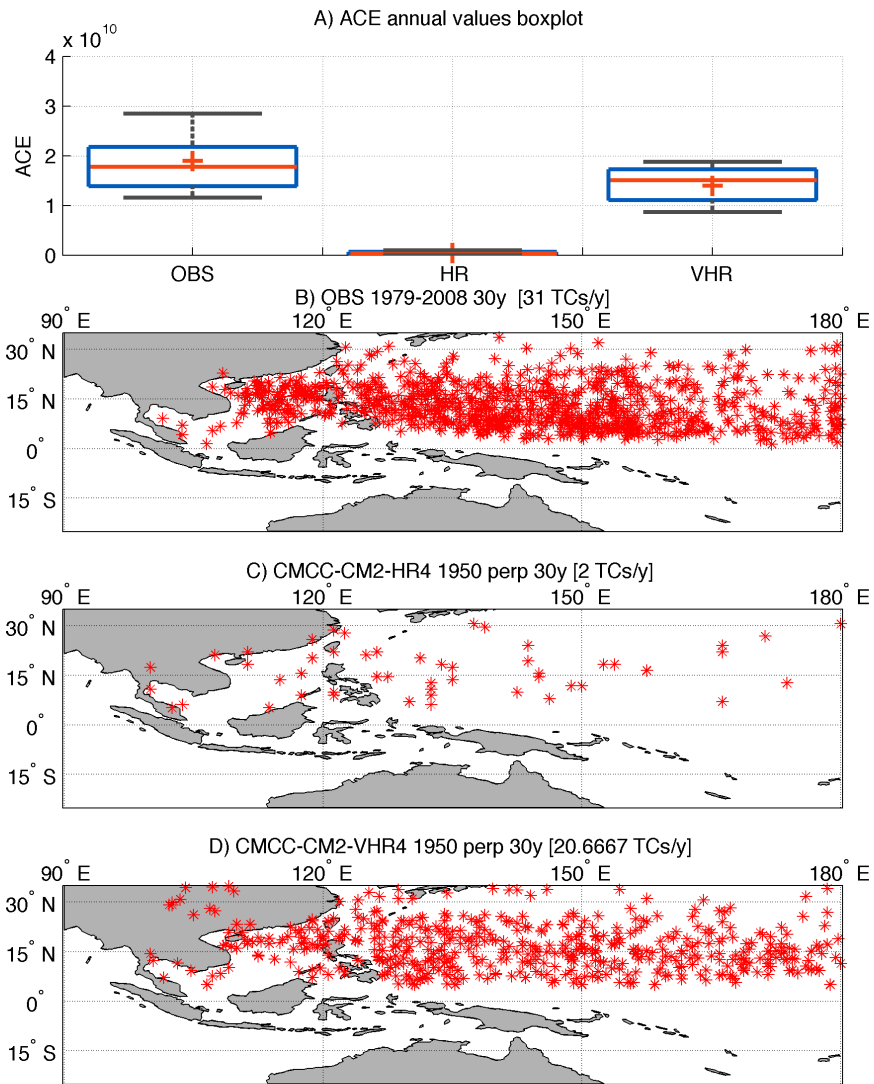 A) ACE annual values boxplot
x 10^10
4
3
2
1
0
ACE
OBS
HR
VHR
B) OBS 1979-2008 30y [31 TCs/y]
90° E
120° E
150° E
180° E
30° N
15° N
0°
15° S
C) CMCC-CM2-HR4 1950 perp 30y [2 TCs/y]
90° E
120° E
150° E
180° E
30° N
15° N
0°
15° S
D) CMCC-CM2-VHR4 1950 perp 30y [20.6667 TCs/y]
90° E
120° E
150° E
180° E
30° N
15° N
0°
15° S